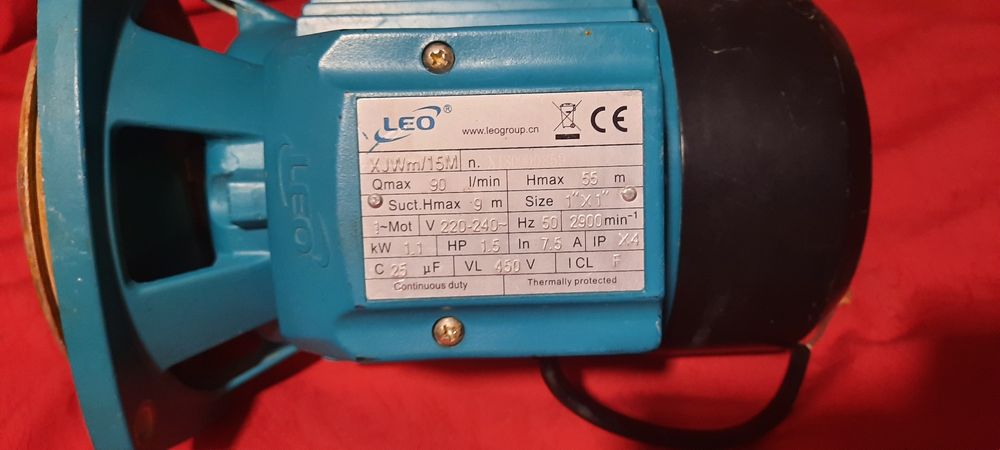 LEO ® www.leogroup.cn CE
XJWm/15M n.
Qmax 90 l/min Hmax 55 m
Suct.Hmax 9 m Size 1"X1"
1~Mot V 220-240~ Hz 50 2900min⁻¹
kW 1.1 HP 1.5 In 7.5 A IP X4
C 25 µF VL 450 V I CL F
Continuous duty Thermally protected
LEO